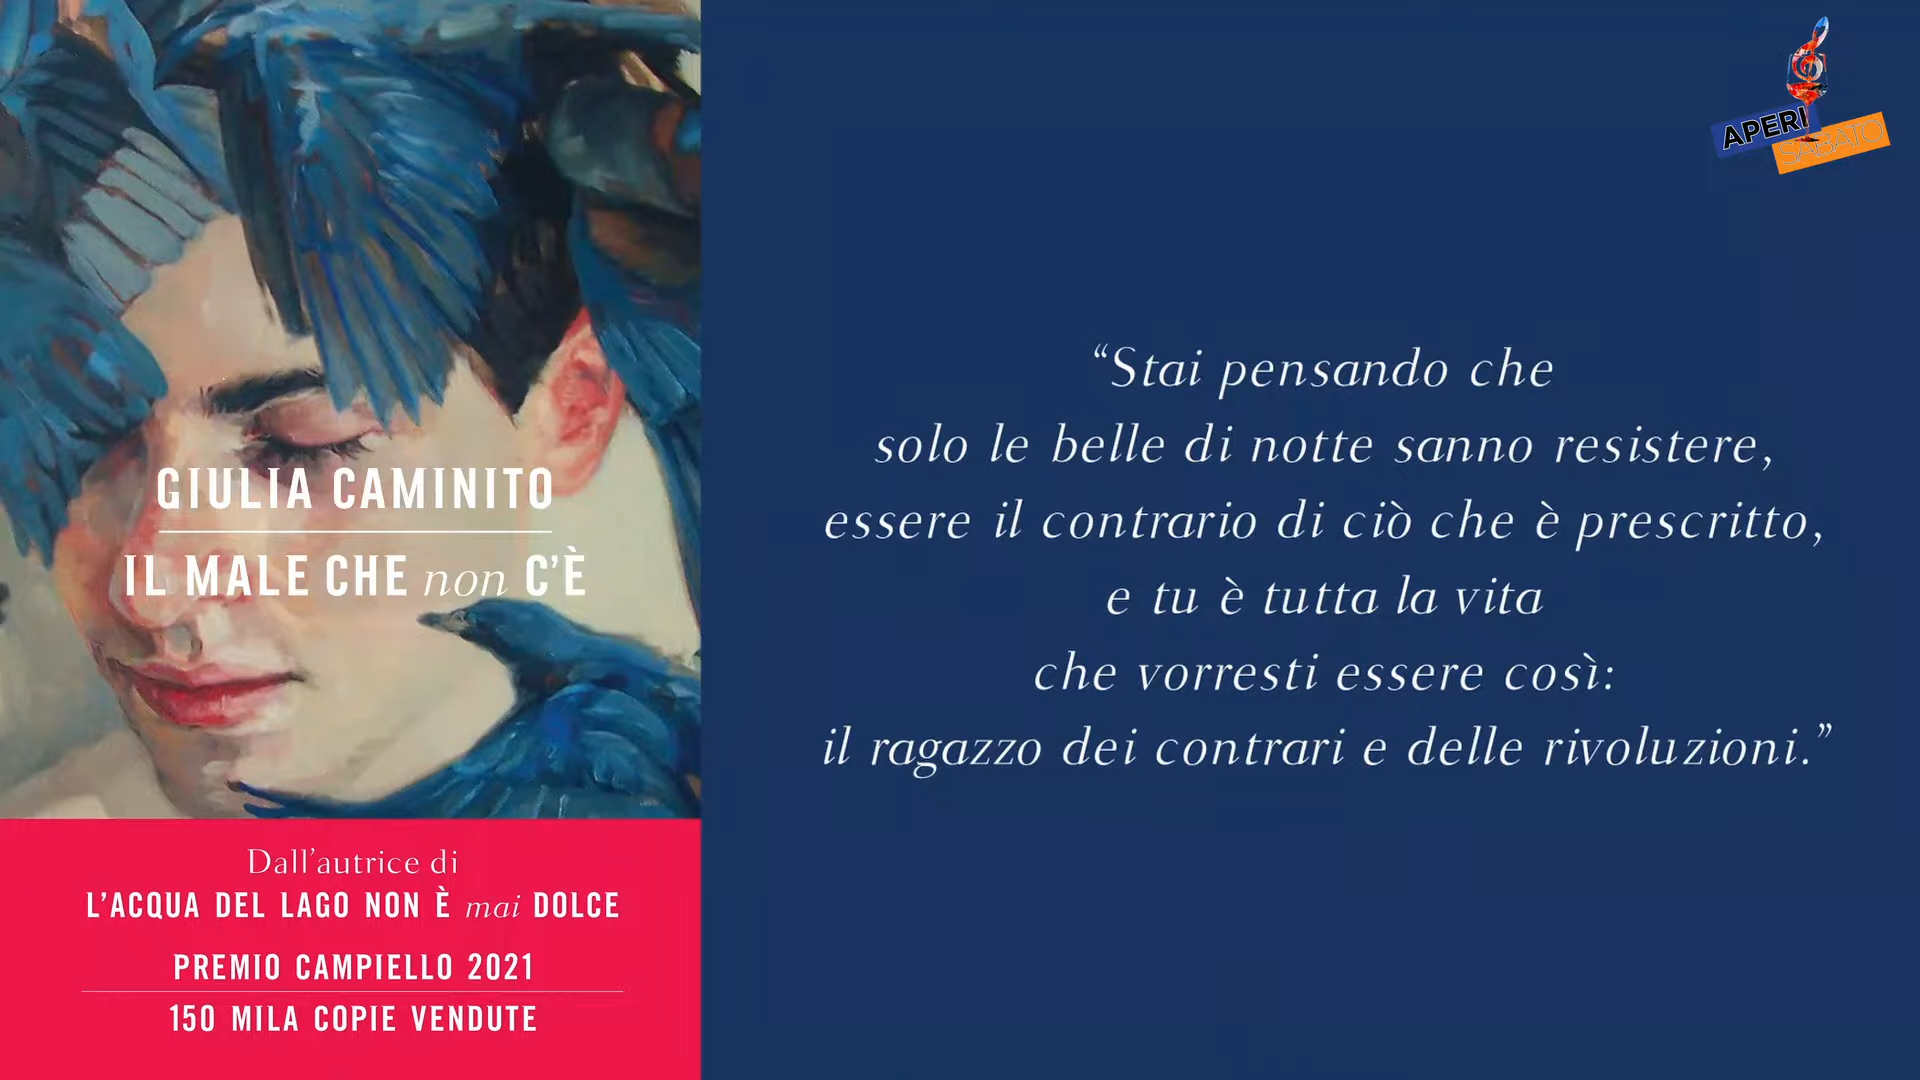 GIULIA CAMINITO
IL MALE CHE non C'È
Dall'autrice di
L'ACQUA DEL LAGO NON È mai DOLCE
PREMIO CAMPIELLO 2021
150 MILA COPIE VENDUTE
APERI
SABATO
“Stai pensando che
solo le belle di notte sanno resistere,
essere il contrario di ciò che è prescritto,
e tu è tutta la vita
che vorresti essere così:
il ragazzo dei contrari e delle rivoluzioni.”